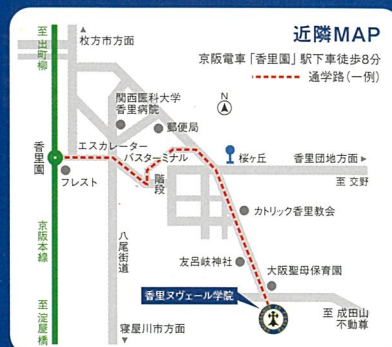 近隣MAP
京阪電車「香里園」駅下車徒歩8分
通学路(一例)
至出町柳
枚方市方面
関西医科大学
香里病院
郵便局
N
香里園
エスカレーター
バスターミナル
階段
桜ヶ丘
香里団地方面
至 交野
フレスト
カトリック香里教会
京阪本線
八尾街道
友呂岐神社
大阪聖母保育園
香里ヌヴェール学院
至 成田山
不動尊
至淀屋橋
寝屋川市方面